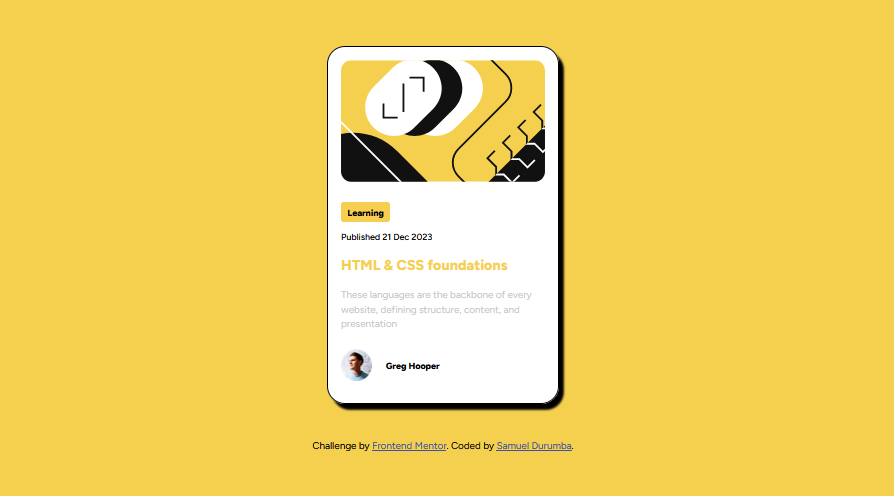 Learning
Published 21 Dec 2023
HTML & CSS foundations
These languages are the backbone of every
website, defining structure, content, and
presentation
Greg Hooper
Challenge by Frontend Mentor. Coded by Samuel Durumba.